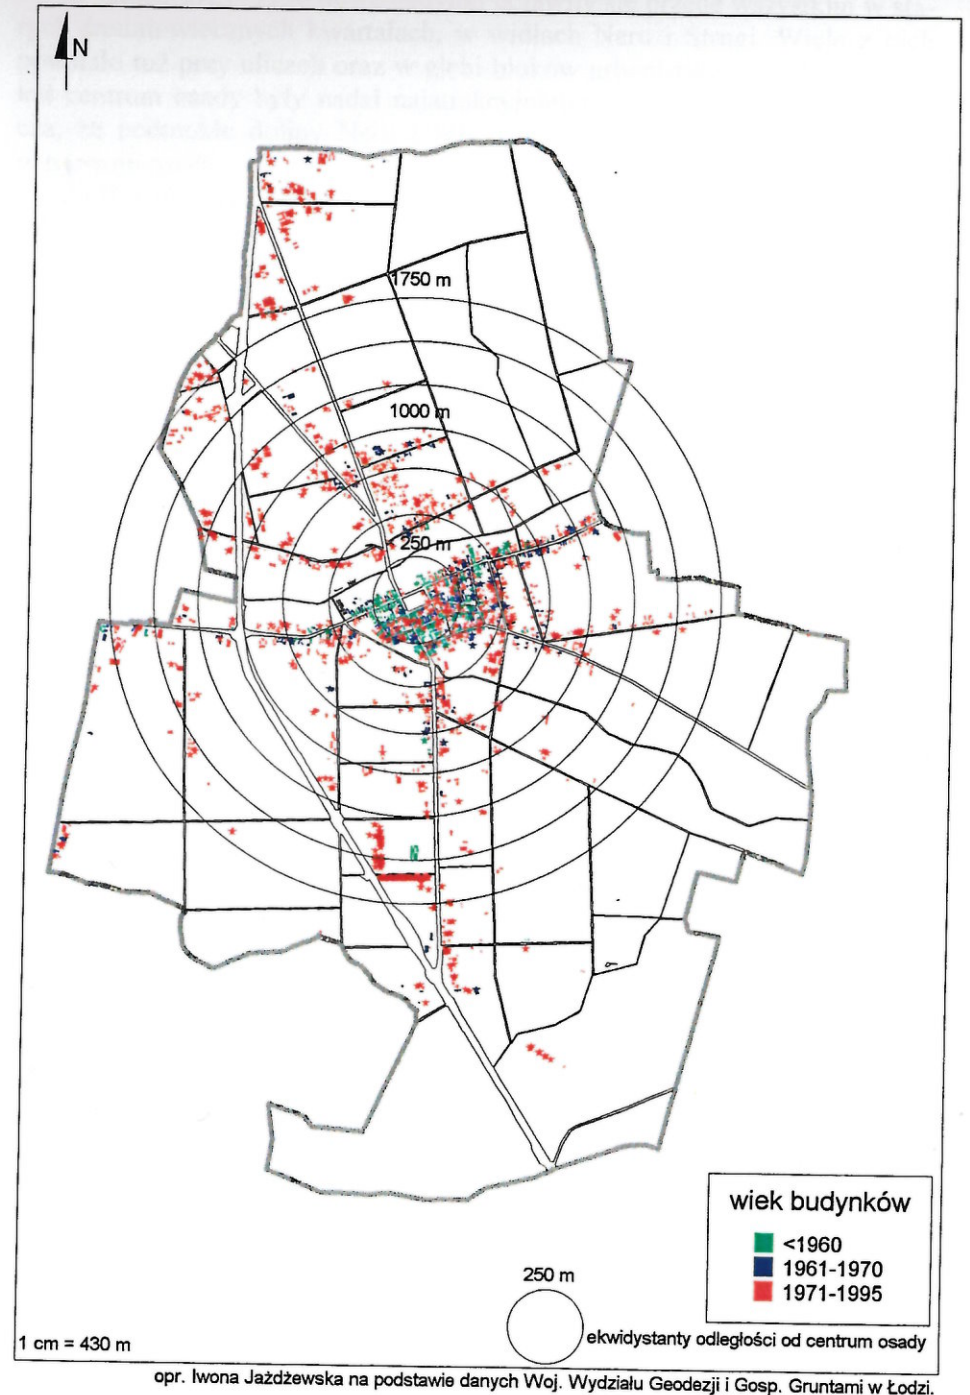 N
1750 m
1000 m
250 m
wiek budynków
<1960
1961-1970
1971-1995
250 m
ekwidystanty odległości od centrum osady
1 cm = 430 m
opr. Iwona Jażdżewska na podstawie danych Woj. Wydziału Geodezji i Gosp. Gruntami w Łodzi.